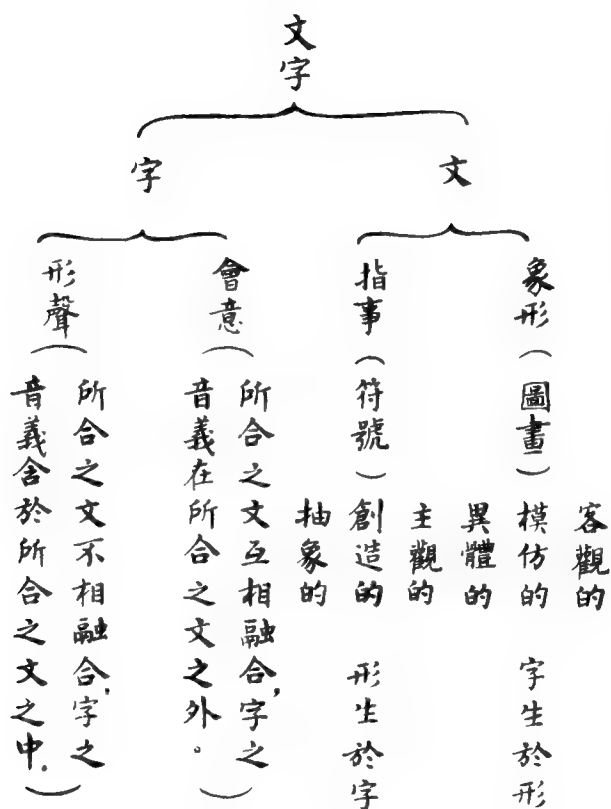 文字
文
字
象形（圖畫）
客觀的
模仿的
異體的
字生於形
指事（符號）
主觀的
創造的
抽象的
形生於字
會意（
所合之文互相融合,字之
音義在所合之文之外。）
形聲（
所合之文不相融合,字之
音義含於所合之文之中.）